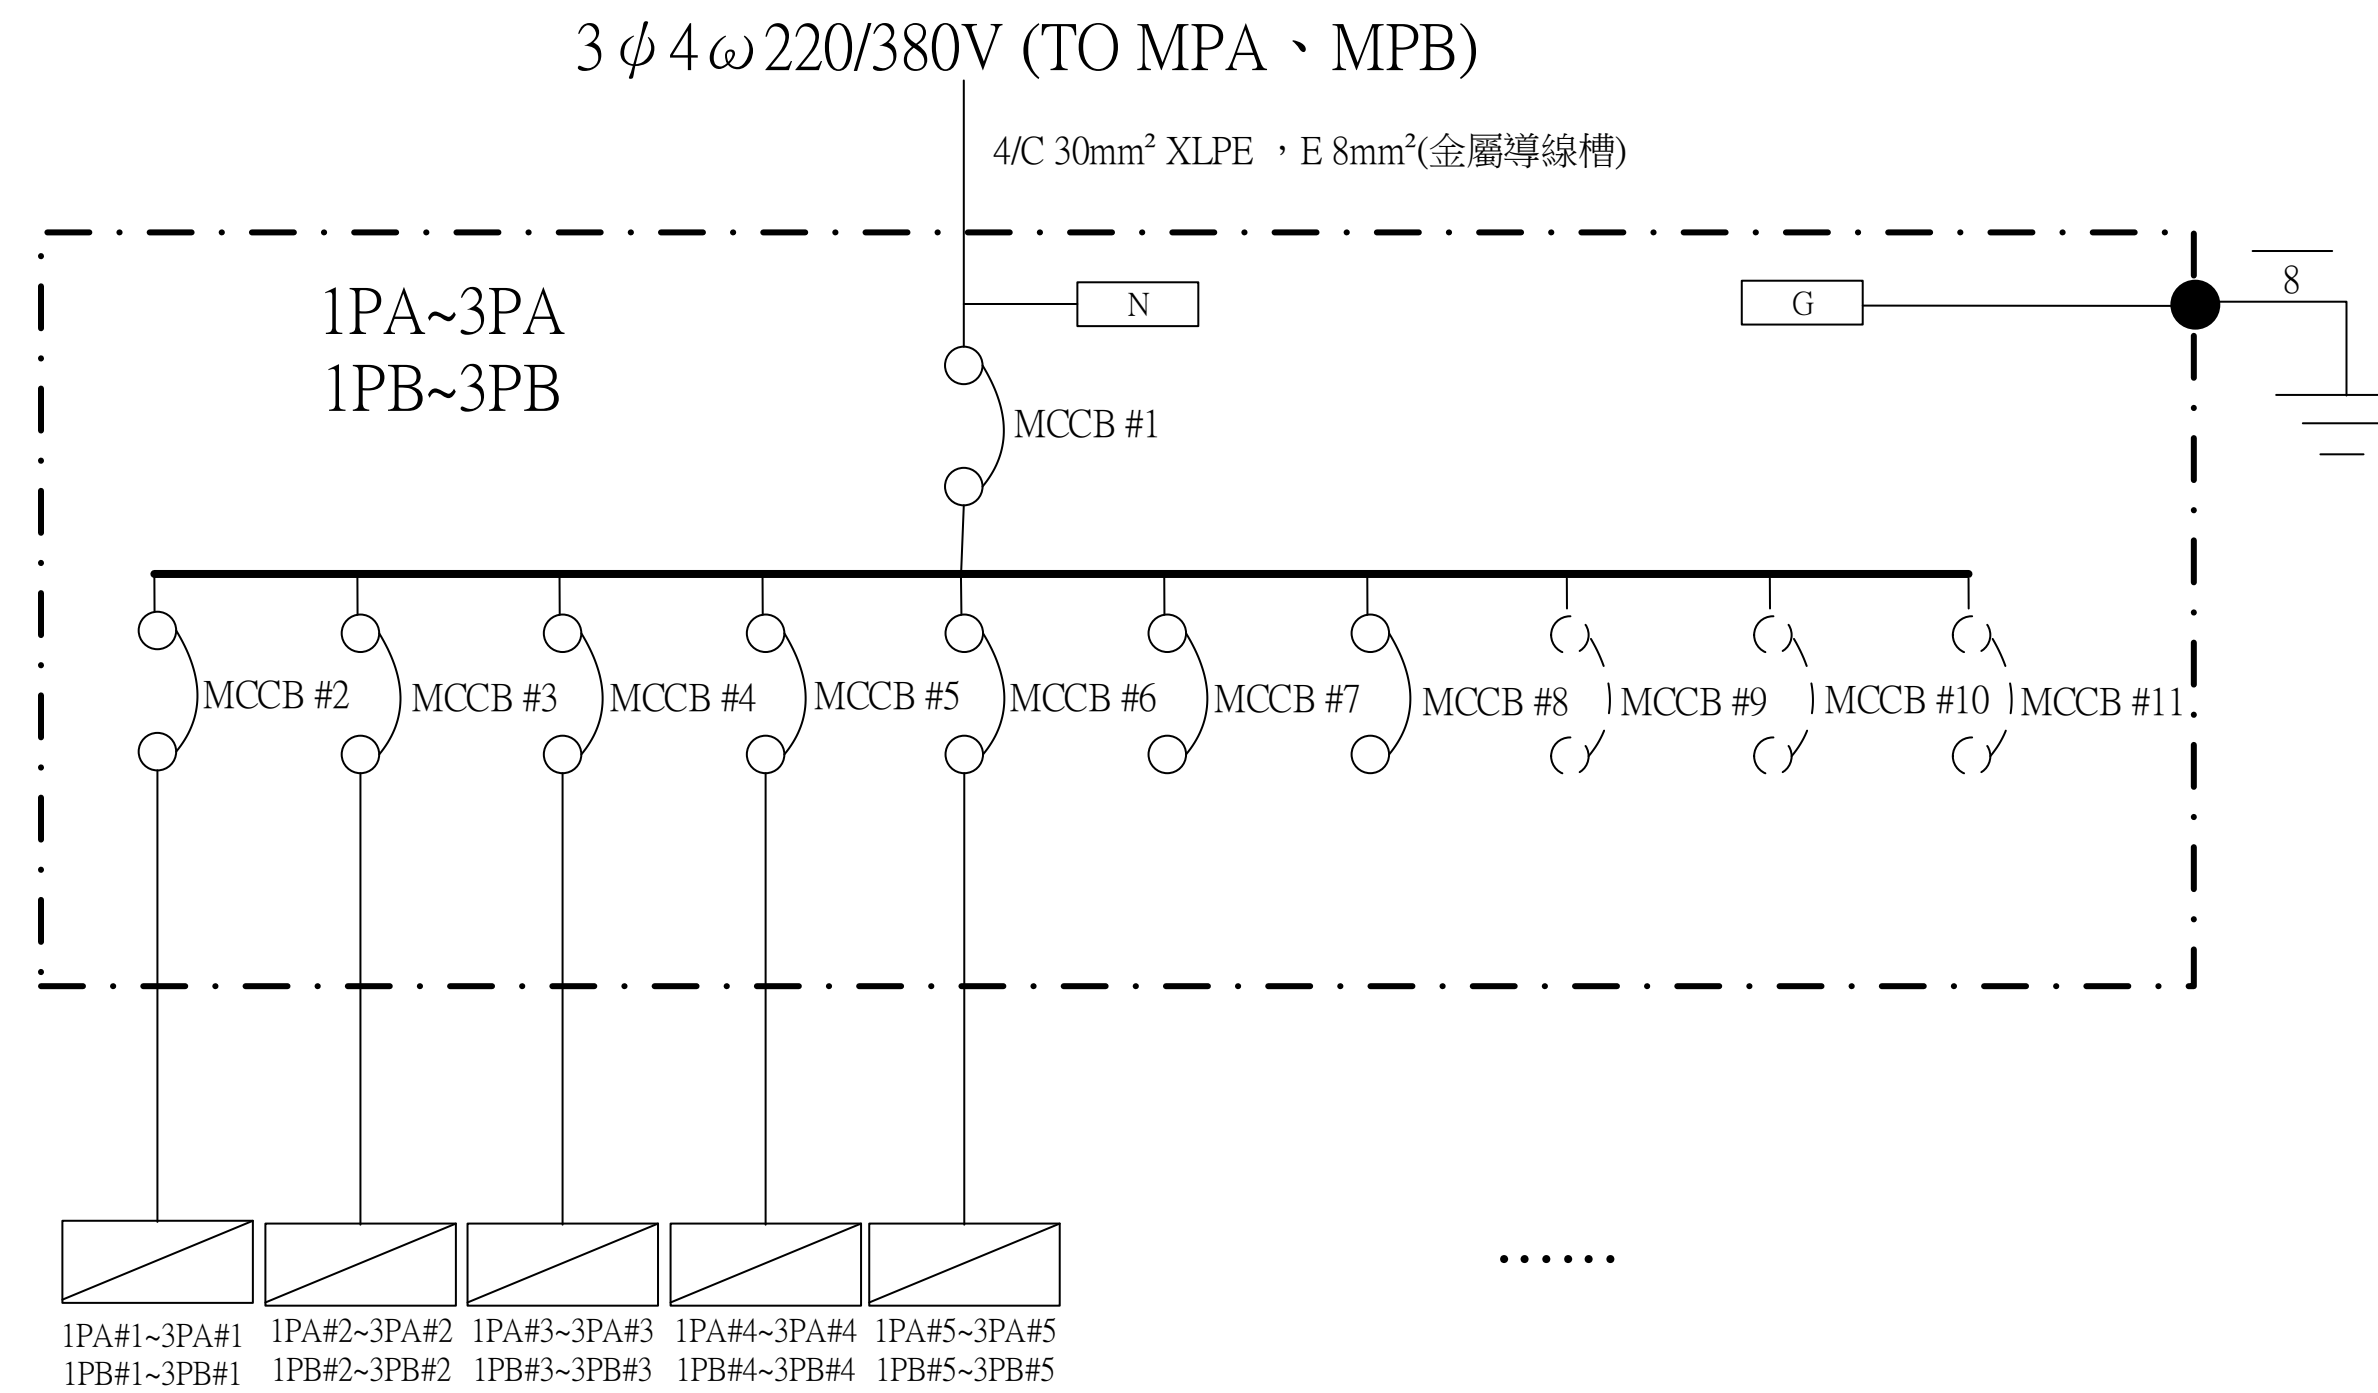 3ψ4ω220/380V (TO MPA、MPB)
4/C 30mm² XLPE ，E 8mm²(金屬導線槽)
8
1PA~3PA
1PB~3PB
N
G
MCCB #1
MCCB #2
MCCB #3
MCCB #4
MCCB #5
MCCB #6
MCCB #7
MCCB #8
MCCB #9
MCCB #10
MCCB #11
......
1PA#1~3PA#1
1PB#1~3PB#1
1PA#2~3PA#2
1PB#2~3PB#2
1PA#3~3PA#3
1PB#3~3PB#3
1PA#4~3PA#4
1PB#4~3PB#4
1PA#5~3PA#5
1PB#5~3PB#5